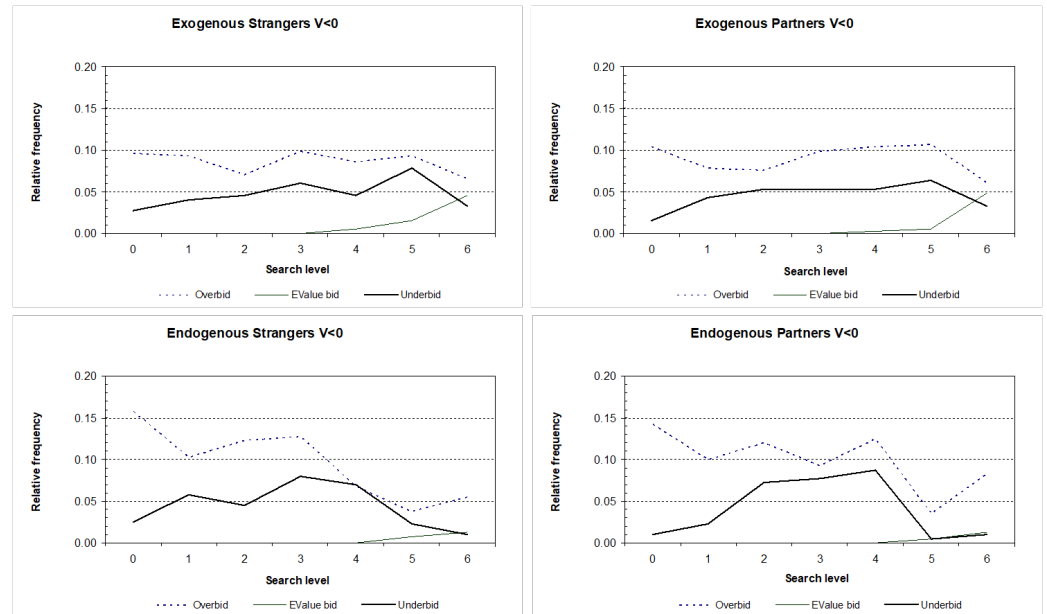 Exogenous Strangers V<0
0.20
0.15
0.10
0.05
0.00
Relative frequency
0 1 2 3 4 5 6
Search level
Overbid EValue bid Underbid
Exogenous Partners V<0
0.20
0.15
0.10
0.05
0.00
Relative frequency
0 1 2 3 4 5 6
Search level
Overbid EValue bid Underbid
Endogenous Strangers V<0
0.20
0.15
0.10
0.05
0.00
Relative frequency
0 1 2 3 4 5 6
Search level
Overbid EValue bid Underbid
Endogenous Partners V<0
0.20
0.15
0.10
0.05
0.00
Relative frequency
0 1 2 3 4 5 6
Search level
Overbid EValue bid Underbid